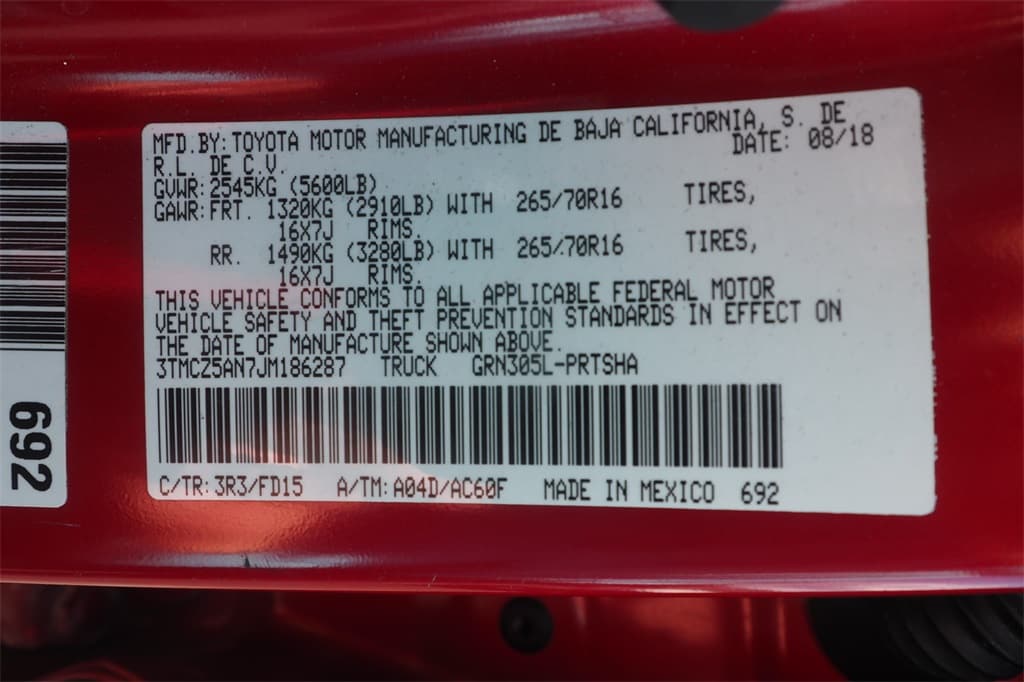 MFD.BY: TOYOTA MOTOR MANUFACTURING DE BAJA CALIFORNIA, S. DE
R.L. DE C.V. DATE: 08/18
GVWR: 2545KG (5600LB)
GAWR: FRT. 1320KG (2910LB) WITH 265/70R16 TIRES,
16X7J RIMS.
RR. 1490KG (3280LB) WITH 265/70R16 TIRES,
16X7J RIMS.
THIS VEHICLE CONFORMS TO ALL APPLICABLE FEDERAL MOTOR
VEHICLE SAFETY AND THEFT PREVENTION STANDARDS IN EFFECT ON
THE DATE OF MANUFACTURE SHOWN ABOVE.
3TMCZ5AN7JM186287 TRUCK GRN305L-PRTSHA
C/TR: 3R3/FD15 A/TM: A04D/AC60F MADE IN MEXICO 692
692